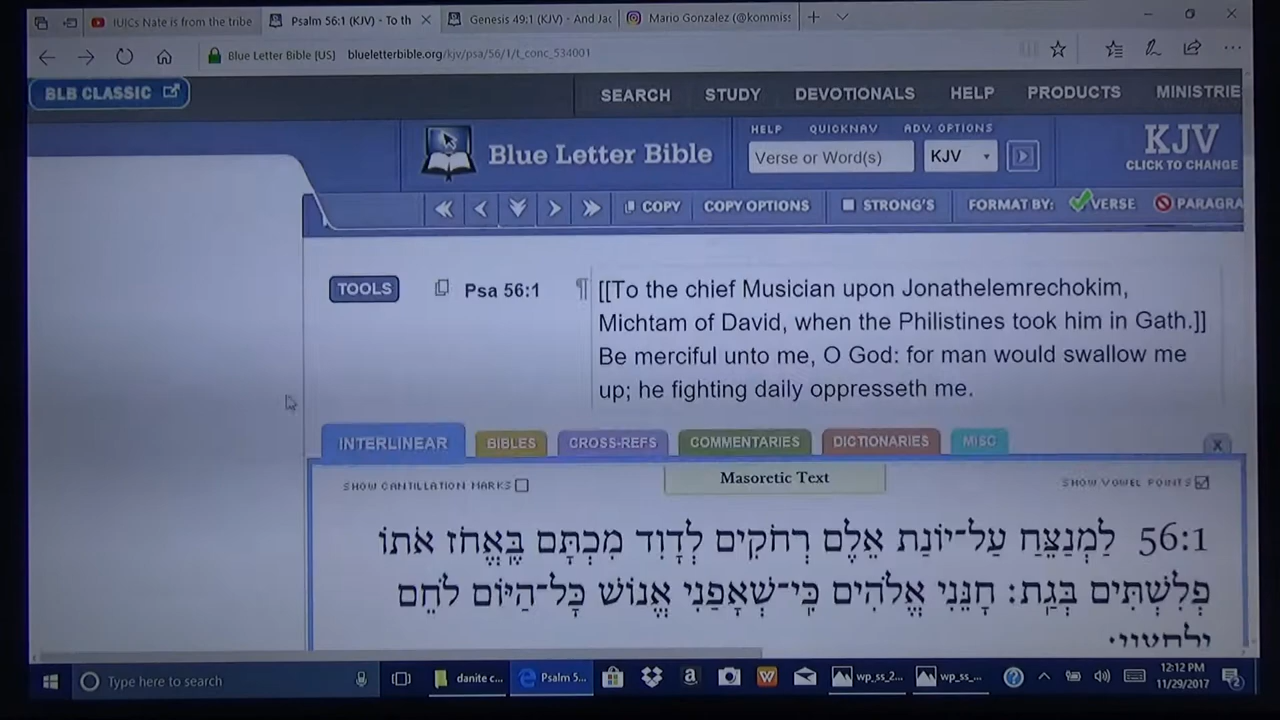 IUJCs Nate is from the tribe
Psalm 56:1 (KJV) - To th
Genesis 49:1 (KJV) - And Jac
Mario Gonzalez (@kommiss
Blue Letter Bible [US]
blueletterbible.org/kjv/psa/56/1/t_conc_534001
BLB CLASSIC
SEARCH STUDY DEVOTIONALS HELP PRODUCTS MINISTRIE
Blue Letter Bible
HELP QUICKNAV ADV. OPTIONS
Verse or Word(s)
KJV
KJV
CLICK TO CHANGE
COPY COPY OPTIONS STRONG'S FORMAT BY: VERSE PARAGRA
TOOLS
Psa 56:1
¶
[[To the chief Musician upon Jonathelemrechokim,
Michtam of David, when the Philistines took him in Gath.]]
Be merciful unto me, O God: for man would swallow me
up; he fighting daily oppresseth me.
INTERLINEAR BIBLES CROSS-REFS COMMENTARIES DICTIONARIES MISC X
SHOW CANTILLATION MARKS
Masoretic Text
SHOW VOWEL POINTS
56:1 לַמְנַצֵּחַ עַל־יוֹנַת אֵלֶם רְחֹקִים לְדָוִד מִכְתָּם בֶּאֱחֹז אֹתוֹ
פְלִשְׁתִּים בְּגַת׃ חָנֵּנִי אֱלֹהִים כִּי־שְׁאָפַנִי אֱנוֹשׁ כָּל־הַיּוֹם לֹחֵם
Type here to search
danite c...
Psalm 5...
wp_ss_2...
wp_ss_...
12:12 PM
11/29/2017
2